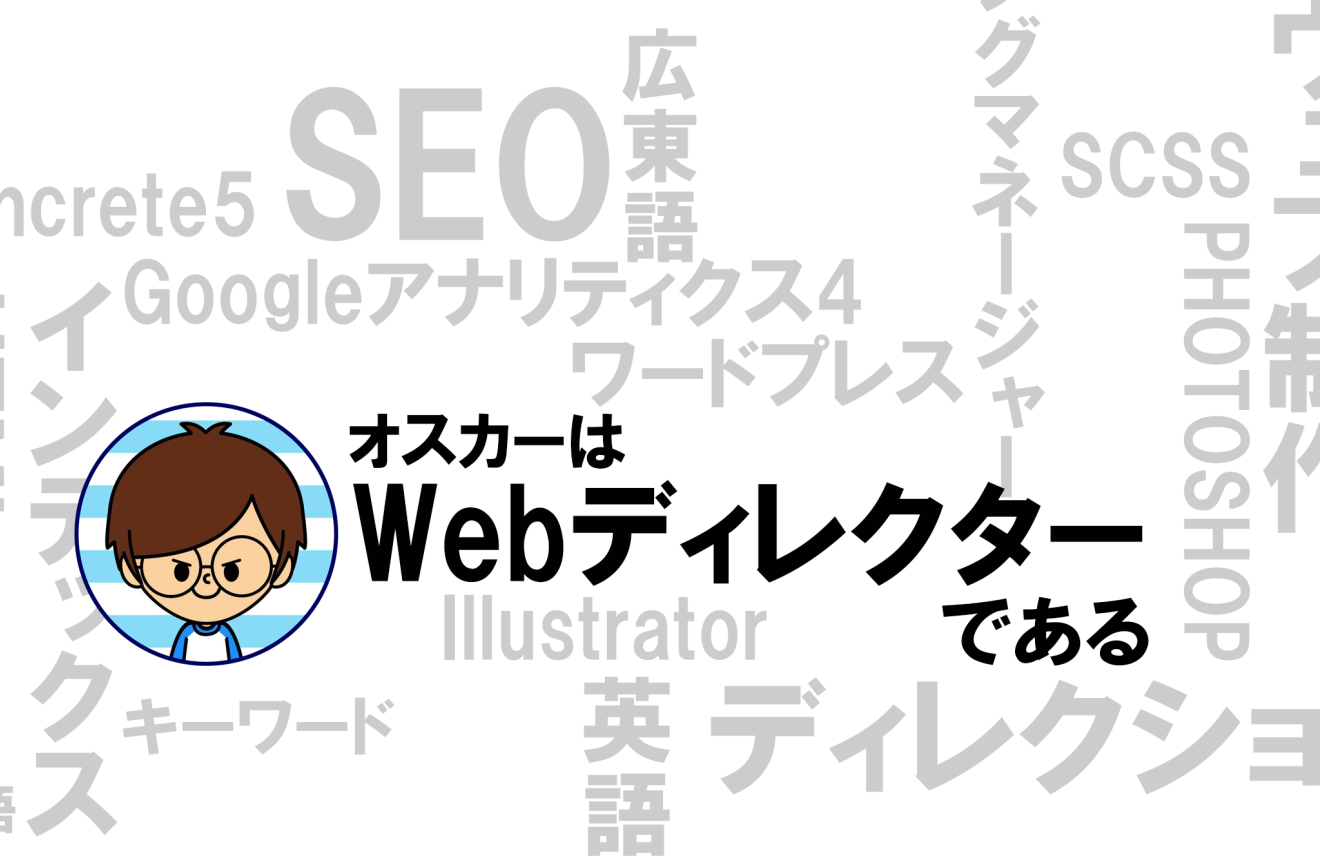 広東語
グマネージャー
SEO
SCSS
ncrete5
PHOTOSHOP
Googleアナリティクス4
インデックス
制作
ワードプレス
オスカーは
Webディレクター
である
Illustrator
キーワード
英語
ディレクショ
語